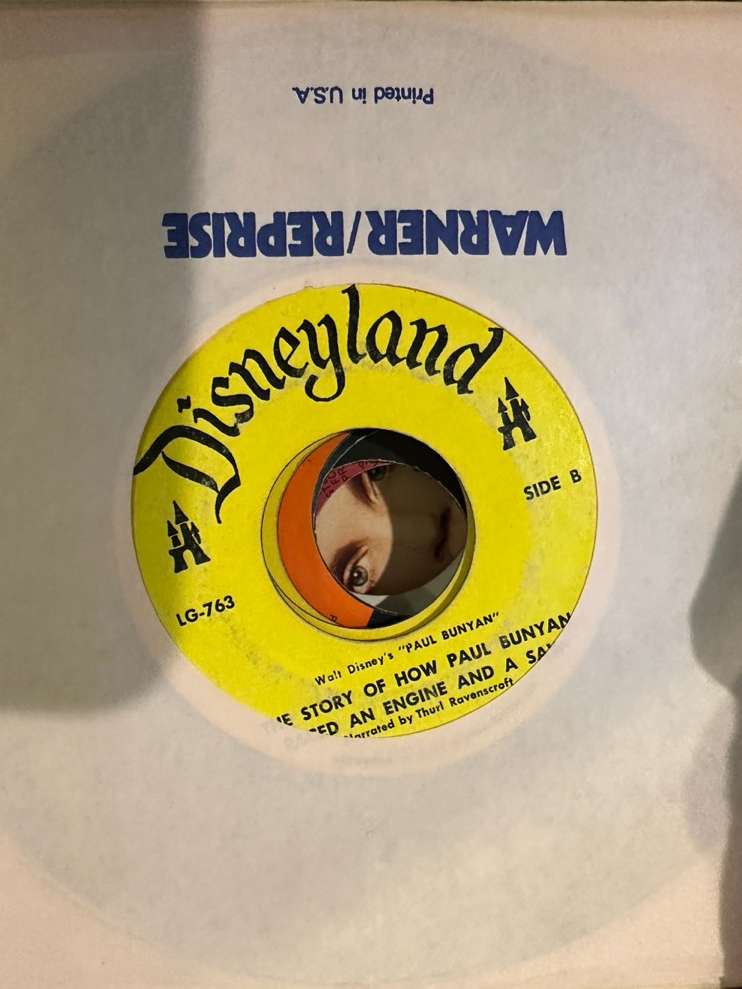 Printed in U.S.A.
WARNER/REPRISE
Disneyland
SIDE B
LG-763
Walt Disney's "PAUL BUNYAN"
STORY OF HOW PAUL BUNYAN
AN ENGINE AND A
Narrated by Thurl Ravenscroft